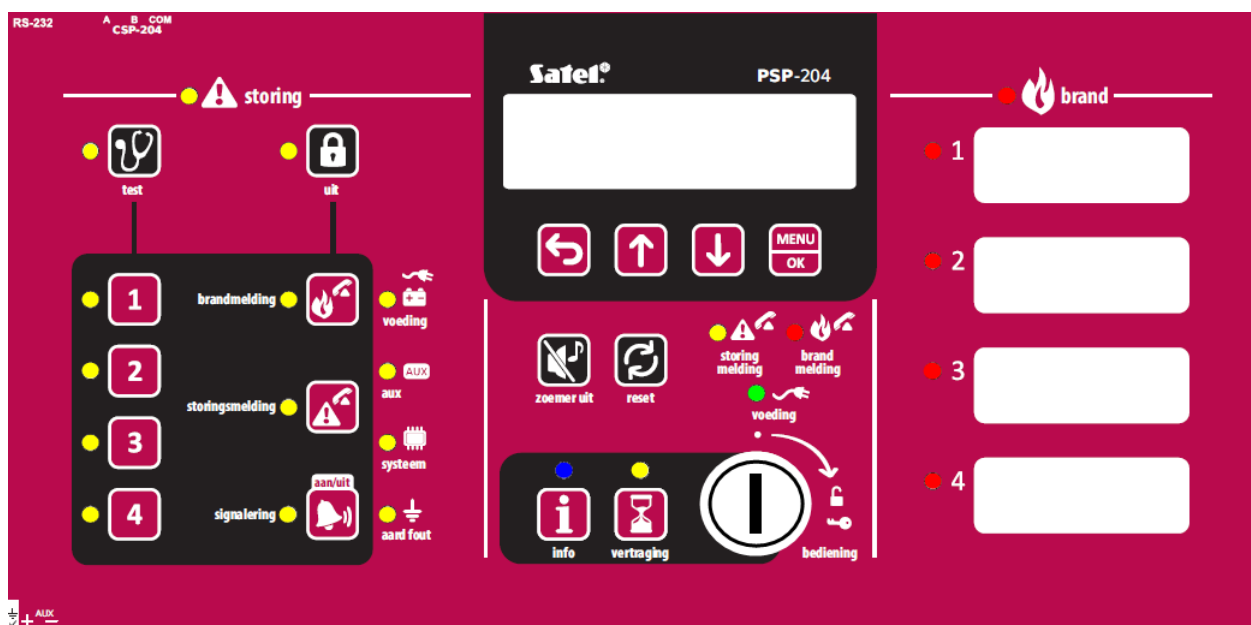 RS-232
A B COM
CSP-204
storing
test
uit
1
brandmelding
voeding
2
AUX
aux
storingsmelding
3
systeem
aan/uit
4
signalering
aard fout
Satel®
PSP-204
MENU
OK
zoemer uit
reset
storing
melding
brand
melding
voeding
info
vertraging
bediening
brand
1
2
3
4
AUX